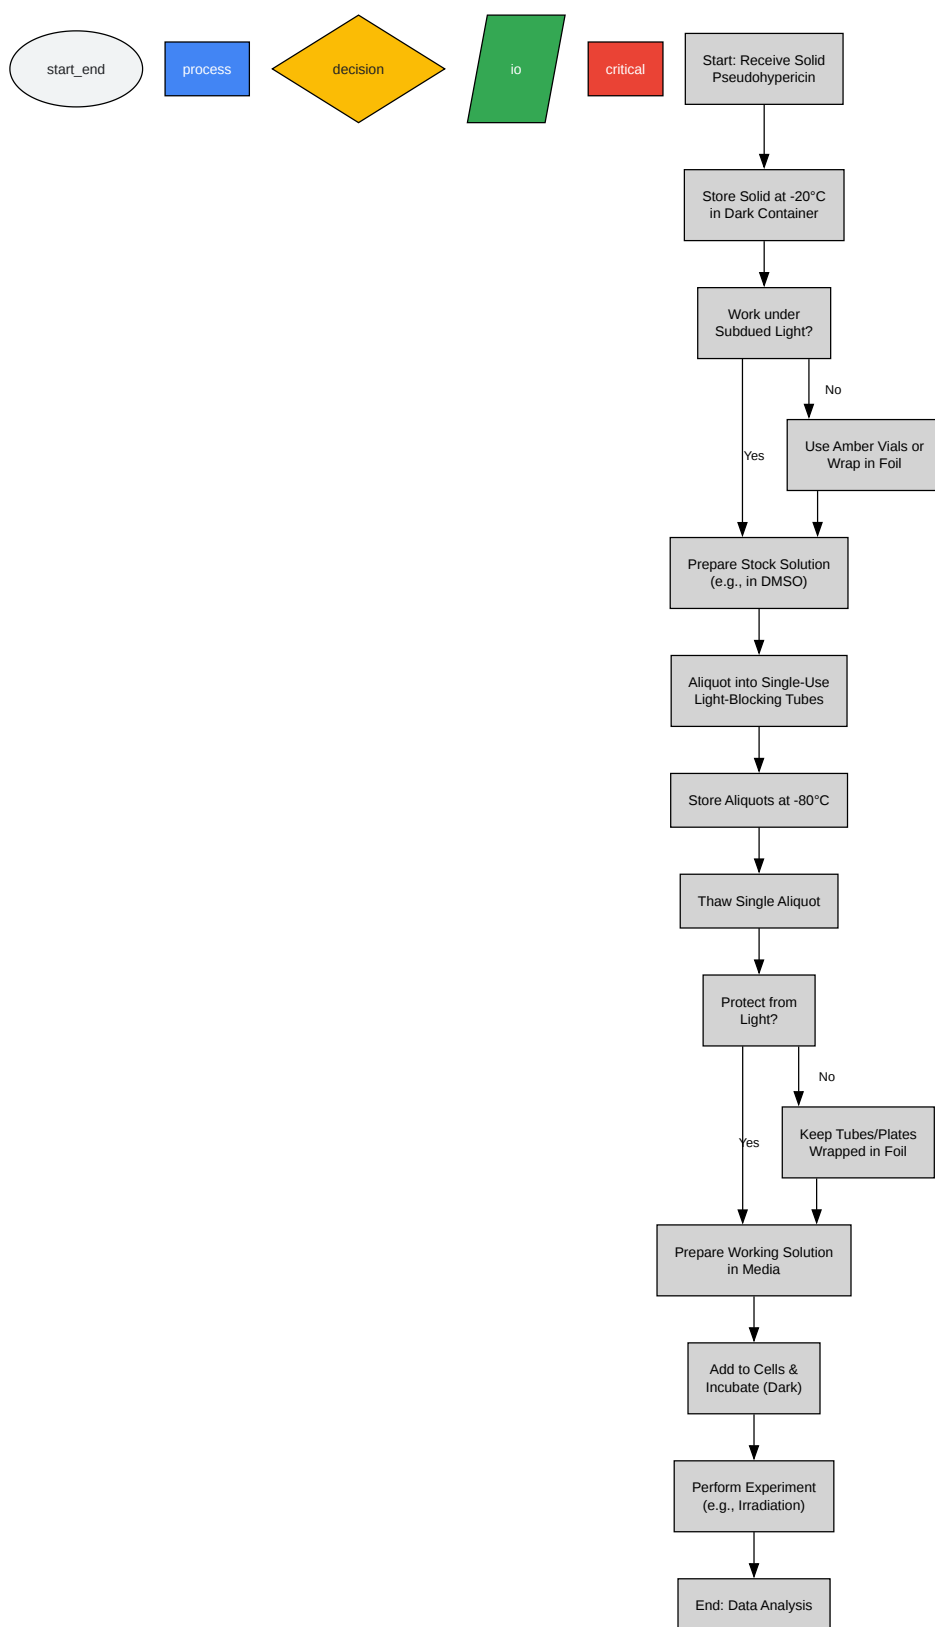 start_end
process
decision
io
critical
Start: Receive Solid
Pseudohypericin
Store Solid at -20°C
in Dark Container
Work under
Subdued Light?
No
Use Amber Vials or
Wrap in Foil
Yes
Prepare Stock Solution
(e.g., in DMSO)
Aliquot into Single-Use
Light-Blocking Tubes
Store Aliquots at -80°C
Thaw Single Aliquot
Protect from
Light?
No
Keep Tubes/Plates
Wrapped in Foil
Yes
Prepare Working Solution
in Media
Add to Cells &
Incubate (Dark)
Perform Experiment
(e.g., Irradiation)
End: Data Analysis